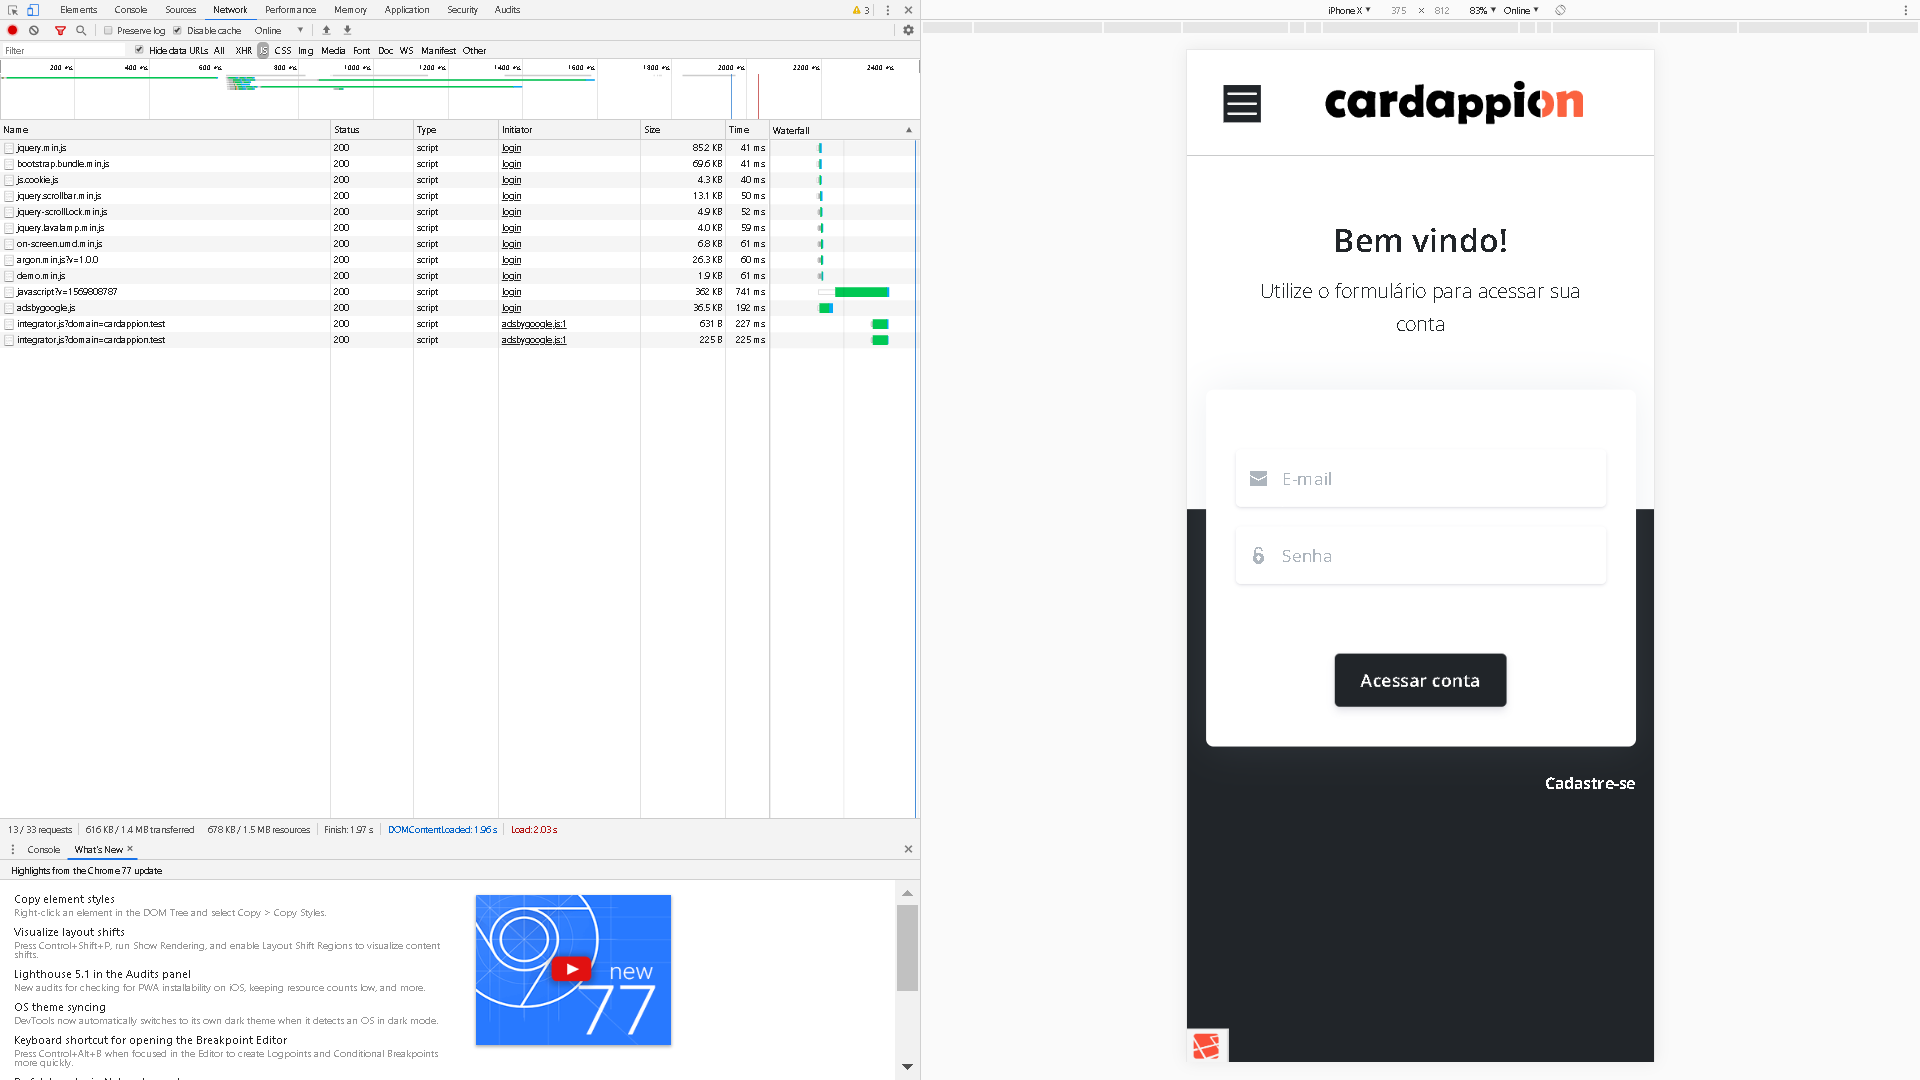 Elements Console Sources Network Performance Memory Application Security Audits 3
Preserve log Disable cache Online
Filter Hide data URLs All XHR JS CSS Img Media Font Doc WS Manifest Other
200 ms 400 ms 600 ms 800 ms 1000 ms 1200 ms 1400 ms 1600 ms 1800 ms 2000 ms 2200 ms 2400 ms
Name Status Type Initiator Size Time Waterfall
jquery.min.js 200 script login 85.2 KB 41 ms
bootstrap.bundle.min.js 200 script login 69.6 KB 41 ms
js.cookie.js 200 script login 4.3 KB 40 ms
jquery.scrollbar.min.js 200 script login 13.1 KB 50 ms
jquery-scrollLock.min.js 200 script login 4.9 KB 52 ms
jquery.lavalamp.min.js 200 script login 4.0 KB 59 ms
on-screen.umd.min.js 200 script login 6.8 KB 61 ms
argon.min.js?v=1.0.0 200 script login 26.3 KB 60 ms
demo.min.js 200 script login 1.9 KB 61 ms
javascript?v=1569808787 200 script login 362 KB 741 ms
adsbygoogle.js 200 script login 36.5 KB 192 ms
integrator.js?domain=cardappion.test 200 script adsbygoogle.js:1 631 B 227 ms
integrator.js?domain=cardappion.test 200 script adsbygoogle.js:1 225 B 225 ms
13 / 33 requests 616 KB / 1.4 MB transferred 678 KB / 1.5 MB resources Finish: 1.97 s DOMContentLoaded: 1.96 s Load: 2.03 s
Console What's New
Highlights from the Chrome 77 update
Copy element styles
Right-click an element in the DOM Tree and select Copy > Copy Styles.
Visualize layout shifts
Press Control+Shift+P, run Show Rendering, and enable Layout Shift Regions to visualize content
shifts.
Lighthouse 5.1 in the Audits panel
New audits for checking for PWA installability on iOS, keeping resource counts low, and more.
OS theme syncing
DevTools now automatically switches to its own dark theme when it detects an OS in dark mode.
Keyboard shortcut for opening the Breakpoint Editor
Press Control+Alt+B when focused in the Editor to create Logpoints and Conditional Breakpoints
more quickly.
new
77
iPhone X 375 × 812 83% Online
cardappion
Bem vindo!
Utilize o formulário para acessar sua
conta
E-mail
Senha
Acessar conta
Cadastre-se